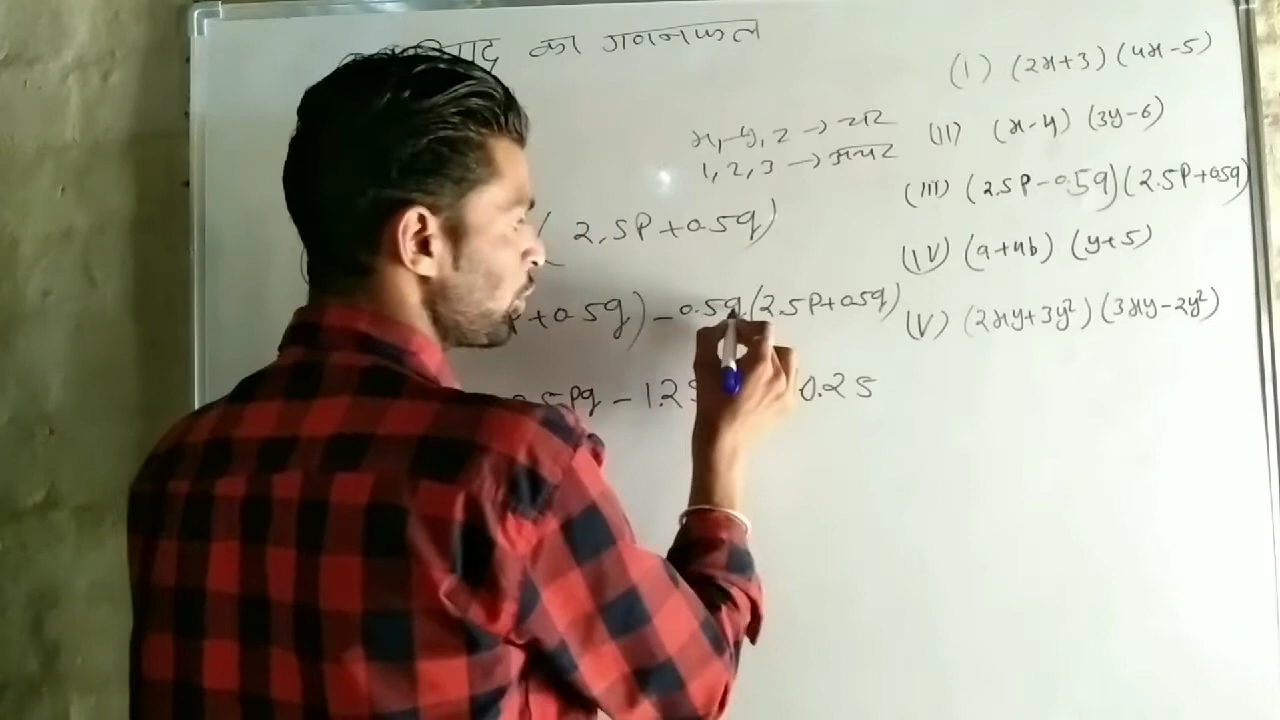 का गुणनफल
x, y, z → चर
1, 2, 3 → अचर
( 2.5P+0.5q)
+0.5q) - 0.5q (2.5P+0.5q)
pq - 1.2 0.25
(I) (2x+3) (4x-5)
(II) (x-y) (3y-6)
(III) (2.5P-0.5q) (2.5P+0.5q)
(IV) (a+4b) (y+5)
(V) (2xy+3y²) (3xy-2y²)